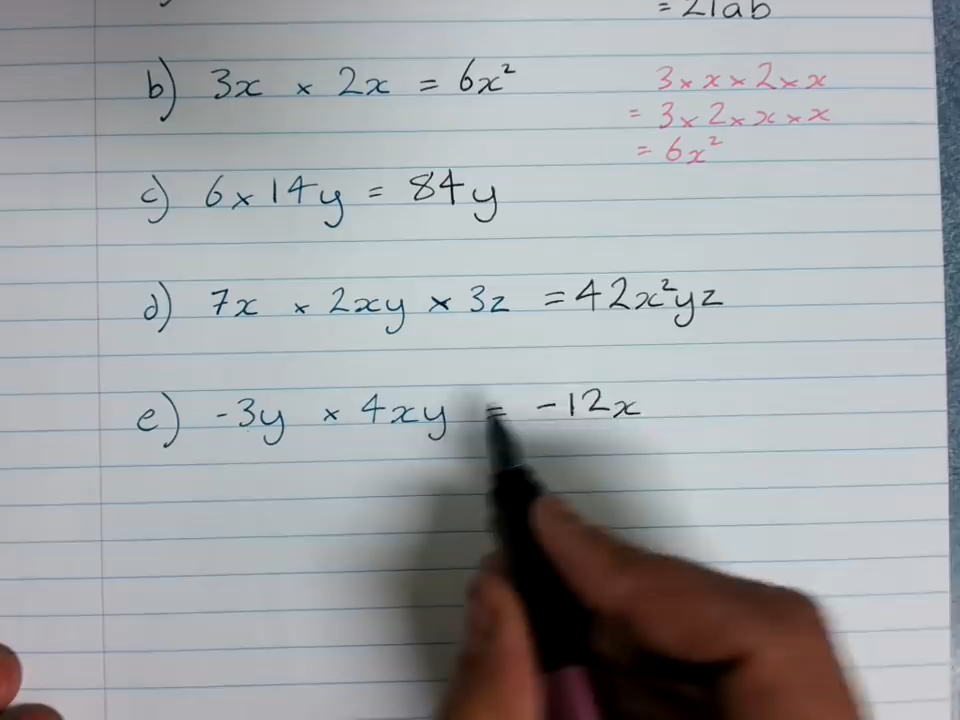 = 21ab
b) 3x × 2x = 6x²
3 × x × 2 × x
= 3 × 2 × x × x
= 6x²
c) 6 × 14y = 84y
d) 7x × 2xy × 3z = 42x²yz
e) -3y × 4xy = -12x